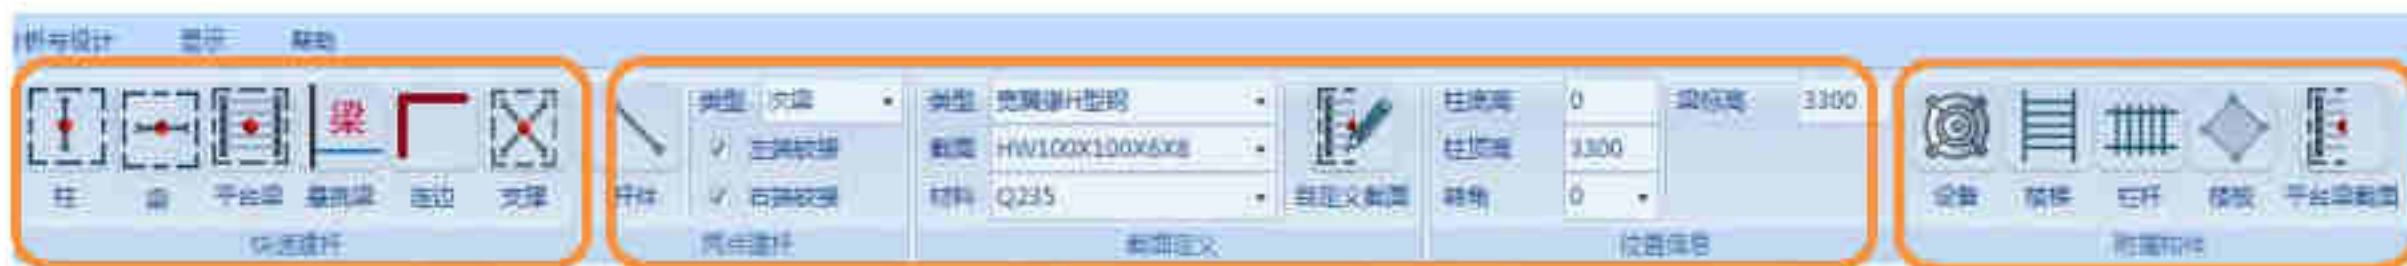 析与设计 显示 帮助
梁
类型 次梁 类型 宽翼缘H型钢 柱底高 0 梁标高 3300
左端铰接 截面 HW100X100X6X8 柱顶高 3300
柱 梁 平台梁 悬挑梁 连边 支撑 杆件 右端铰接 材料 Q235 自定义截面 转角 0 设备 楼梯 栏杆 楼板 平台梁截面
快速建杆 两点建杆 截面定义 位置信息 附属构件